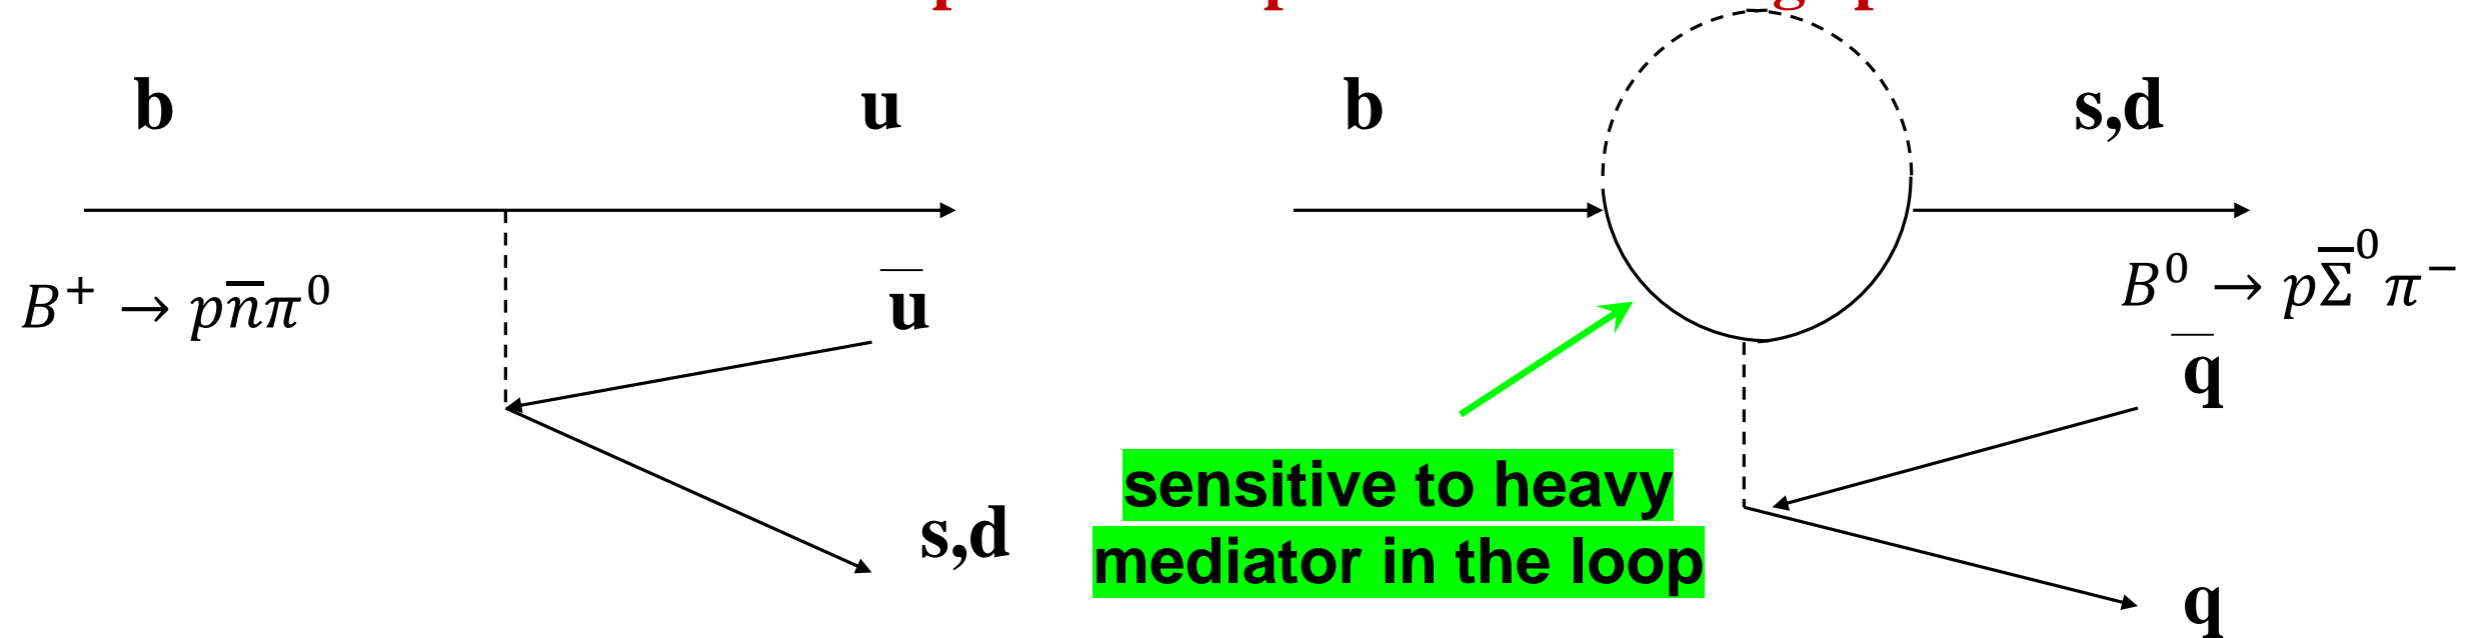 b
u
B⁺ → pn̅π⁰
u̅
s,d
b
s,d
B⁰ → pΣ̅⁰π⁻
q̅
q
sensitive to heavy
mediator in the loop